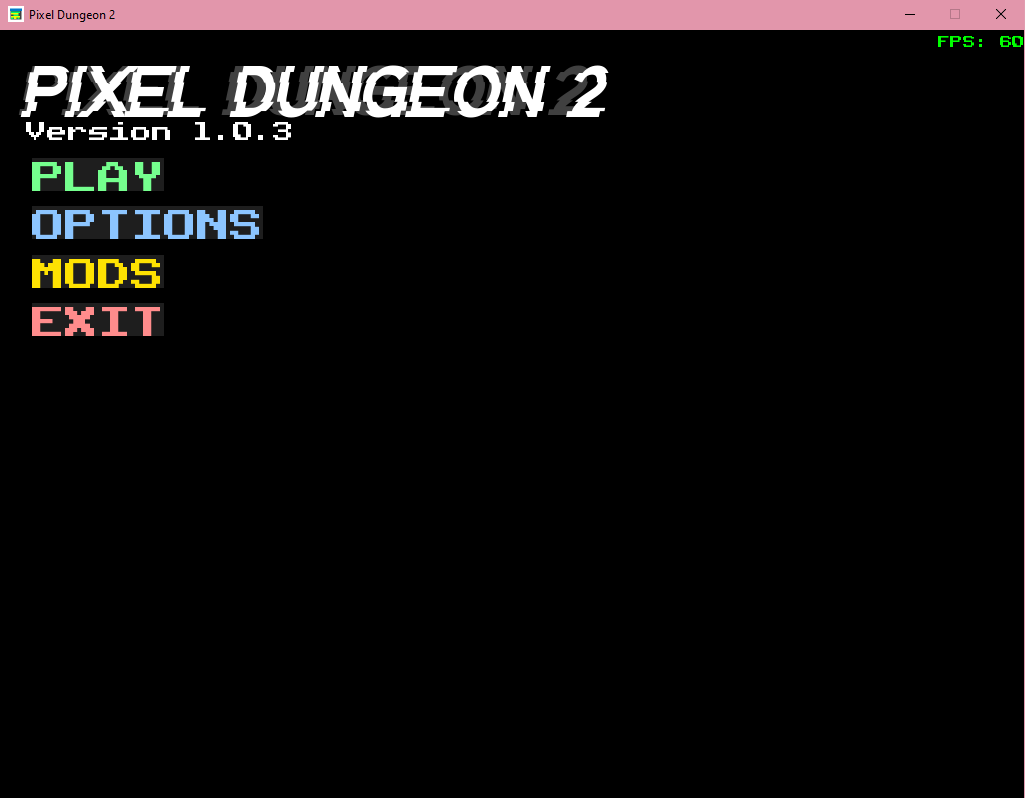 Pixel Dungeon 2
FPS: 60
PIXEL DUNGEON 2
Version 1.0.3
PLAY
OPTIONS
MODS
EXIT